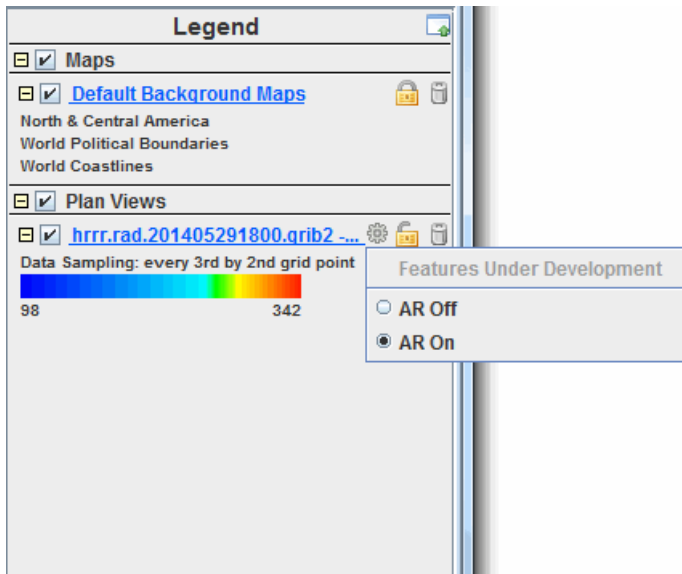 Legend
Maps
Default Background Maps
North & Central America
World Political Boundaries
World Coastlines
Plan Views
hrrr.rad.201405291800.grib2 -...
Data Sampling: every 3rd by 2nd grid point
98 342
Features Under Development
AR Off
AR On